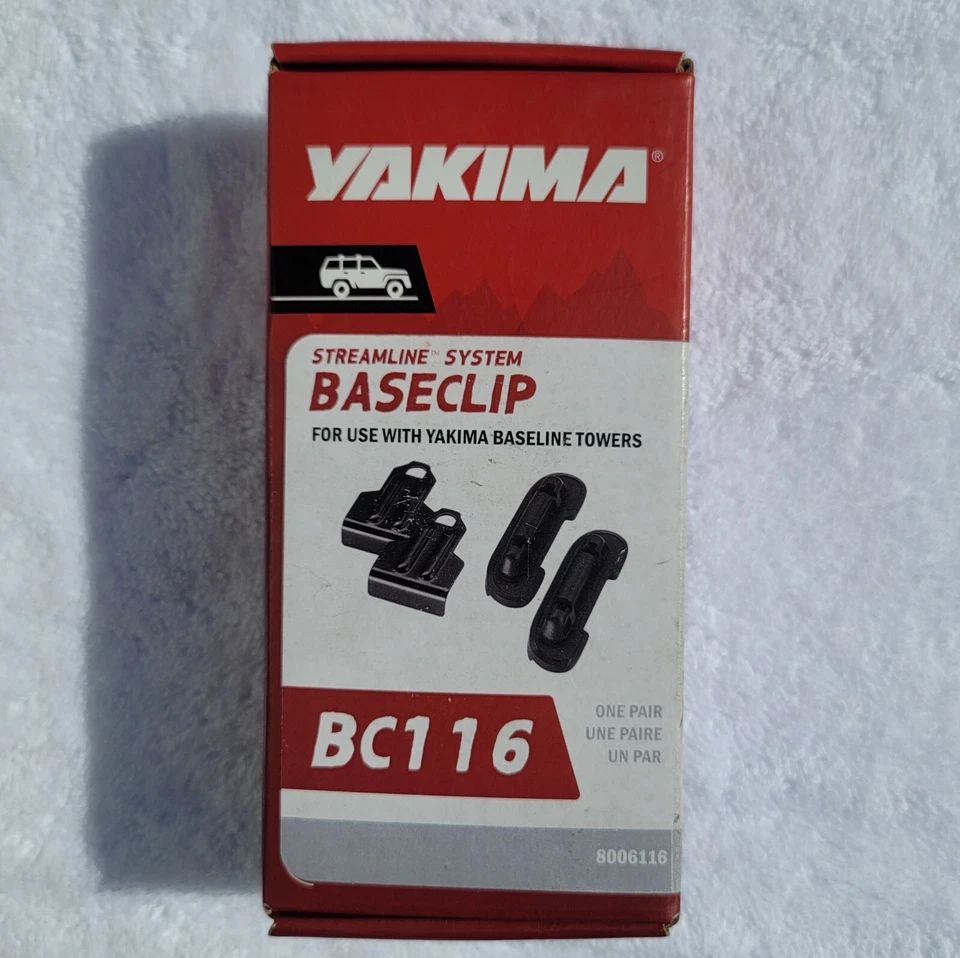 YAKIMA®
STREAMLINE™ SYSTEM
BASECLIP
FOR USE WITH YAKIMA BASELINE TOWERS
BC116
ONE PAIR
UNE PAIRE
UN PAR
8006116